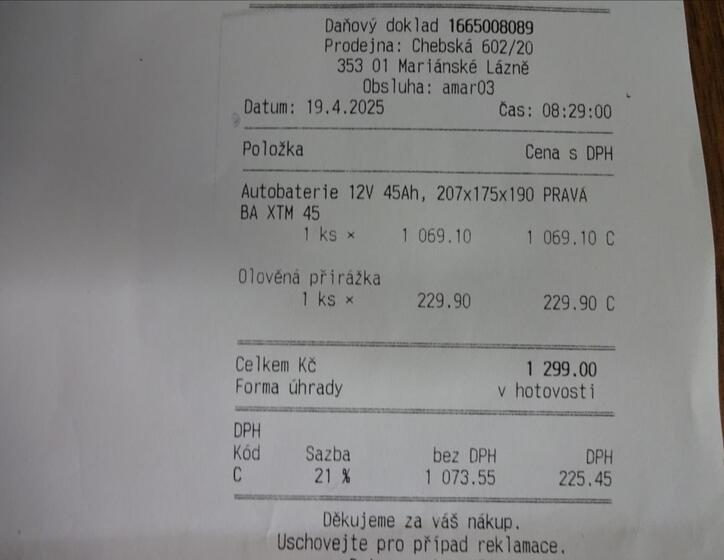 Daňový doklad 1665008089
Prodejna: Chebská 602/20
353 01 Mariánské Lázně
Obsluha: amar03
Datum: 19.4.2025 Čas: 08:29:00
Položka Cena s DPH
Autobaterie 12V 45Ah, 207x175x190 PRAVÁ
BA XTM 45
1 ks × 1 069.10 1 069.10 C
Olověná přirážka
1 ks × 229.90 229.90 C
Celkem Kč 1 299.00
Forma úhrady v hotovosti
DPH
Kód Sazba bez DPH DPH
C 21 % 1 073.55 225.45
Děkujeme za váš nákup.
Uschovejte pro případ reklamace.